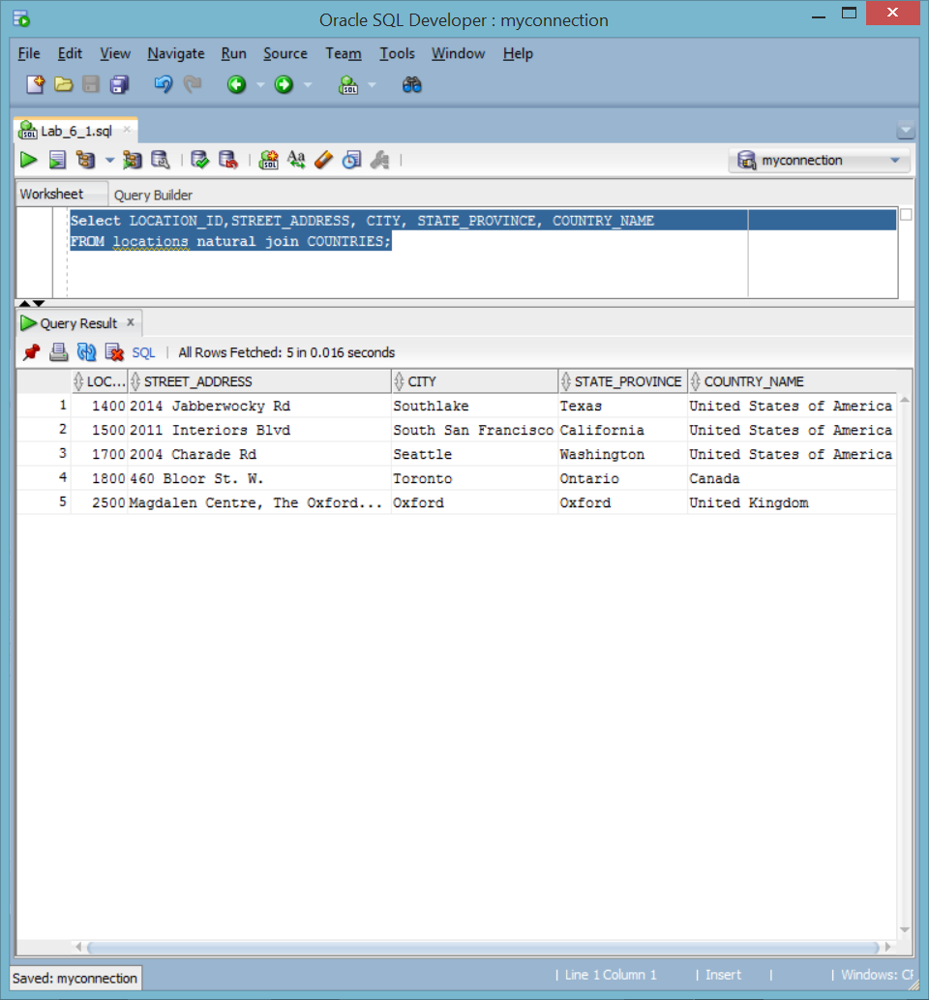 Oracle SQL Developer : myconnection
File Edit View Navigate Run Source Team Tools Window Help
Lab_6_1.sql
myconnection
Worksheet Query Builder
Select LOCATION_ID,STREET_ADDRESS, CITY, STATE_PROVINCE, COUNTRY_NAME
FROM locations natural join COUNTRIES;
Query Result x
SQL | All Rows Fetched: 5 in 0.016 seconds
LOC... STREET_ADDRESS CITY STATE_PROVINCE COUNTRY_NAME
1 1400 2014 Jabberwocky Rd Southlake Texas United States of America
2 1500 2011 Interiors Blvd South San Francisco California United States of America
3 1700 2004 Charade Rd Seattle Washington United States of America
4 1800 460 Bloor St. W. Toronto Ontario Canada
5 2500 Magdalen Centre, The Oxford... Oxford Oxford United Kingdom
Saved: myconnection | Line 1 Column 1 | Insert | | Windows: